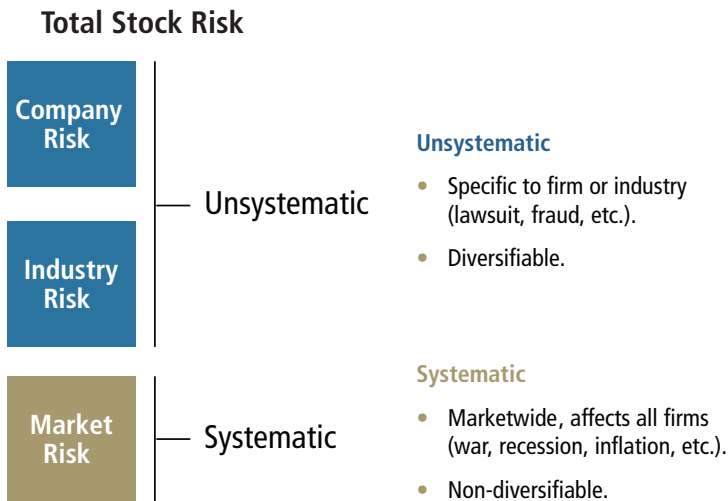 Total Stock Risk
Company
Risk
Industry
Risk
Market
Risk
Unsystematic
Systematic
Unsystematic
• Specific to firm or industry
(lawsuit, fraud, etc.).
• Diversifiable.
Systematic
• Marketwide, affects all firms
(war, recession, inflation, etc.).
• Non-diversifiable.